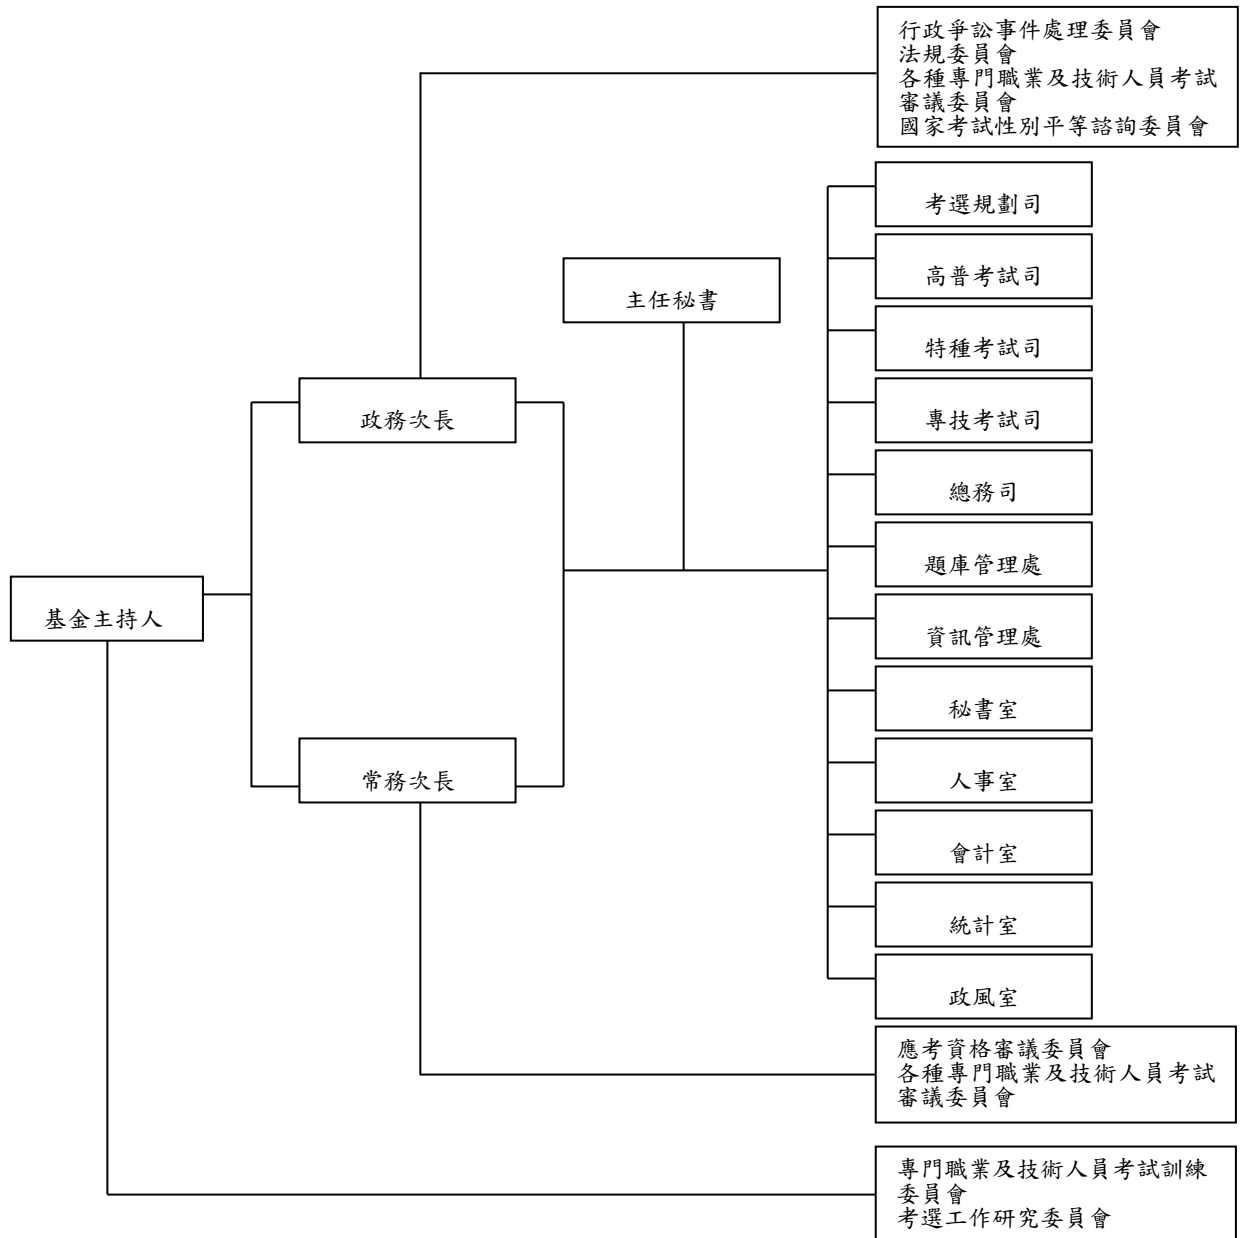 行政爭訟事件處理委員會
法規委員會
各種專門職業及技術人員考試
審議委員會
國家考試性別平等諮詢委員會
考選規劃司
高普考試司
主任秘書
特種考試司
政務次長
專技考試司
總務司
題庫管理處
基金主持人
資訊管理處
秘書室
常務次長
人事室
會計室
統計室
政風室
應考資格審議委員會
各種專門職業及技術人員考試
審議委員會
專門職業及技術人員考試訓練
委員會
考選工作研究委員會